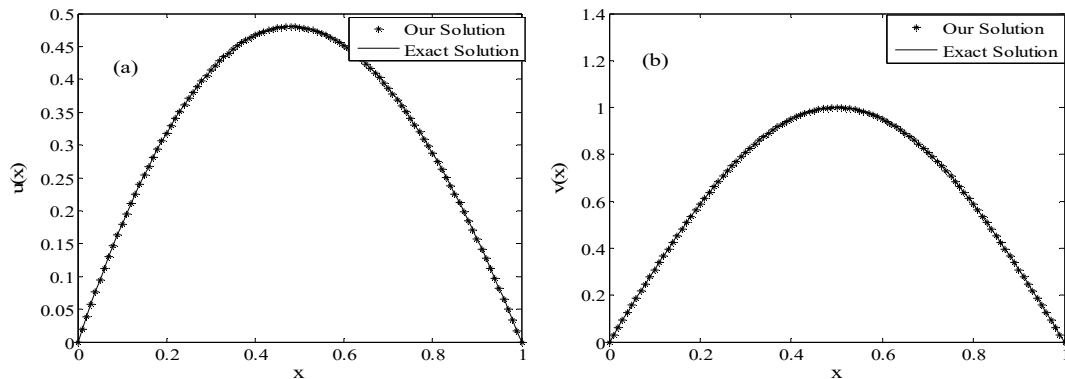 (a)
Our Solution
Exact Solution
0.5
0.45
0.4
0.35
0.3
0.25
0.2
0.15
0.1
0.05
0
u(x)
0 0.2 0.4 0.6 0.8 1
x
(b)
Our Solution
Exact Solution
1.4
1.2
1
0.8
0.6
0.4
0.2
0
v(x)
0 0.2 0.4 0.6 0.8 1
x